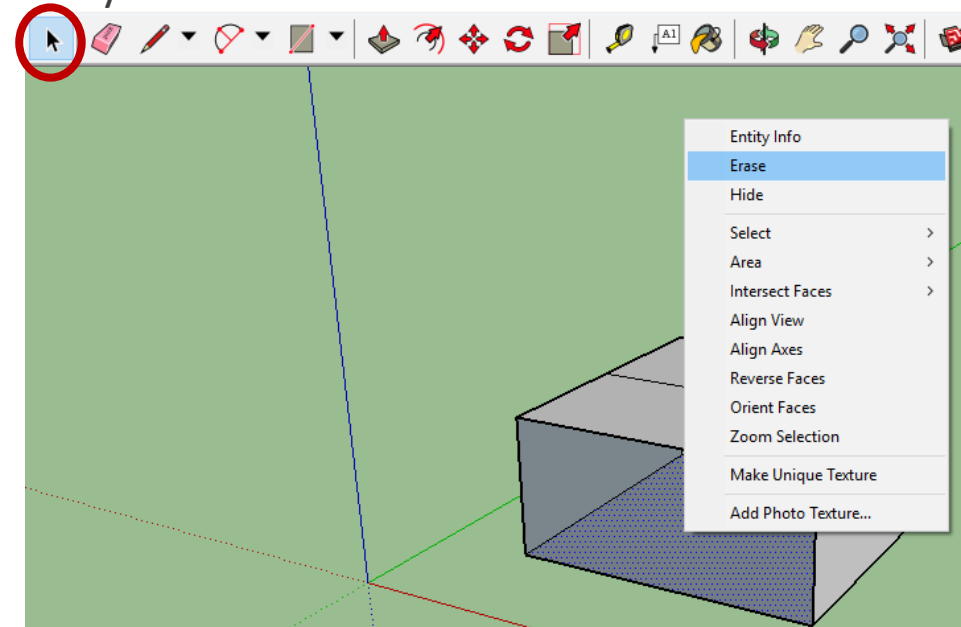 A1
Entity Info
Erase
Hide
Select
Area
Intersect Faces
Align View
Align Axes
Reverse Faces
Orient Faces
Zoom Selection
Make Unique Texture
Add Photo Texture...